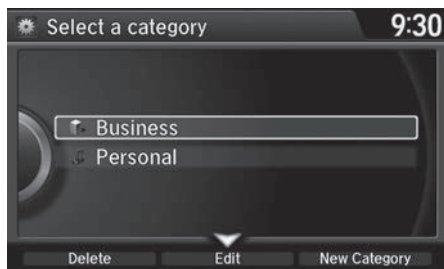 Select a category 9:30
Business
Personal
Delete Edit New Category